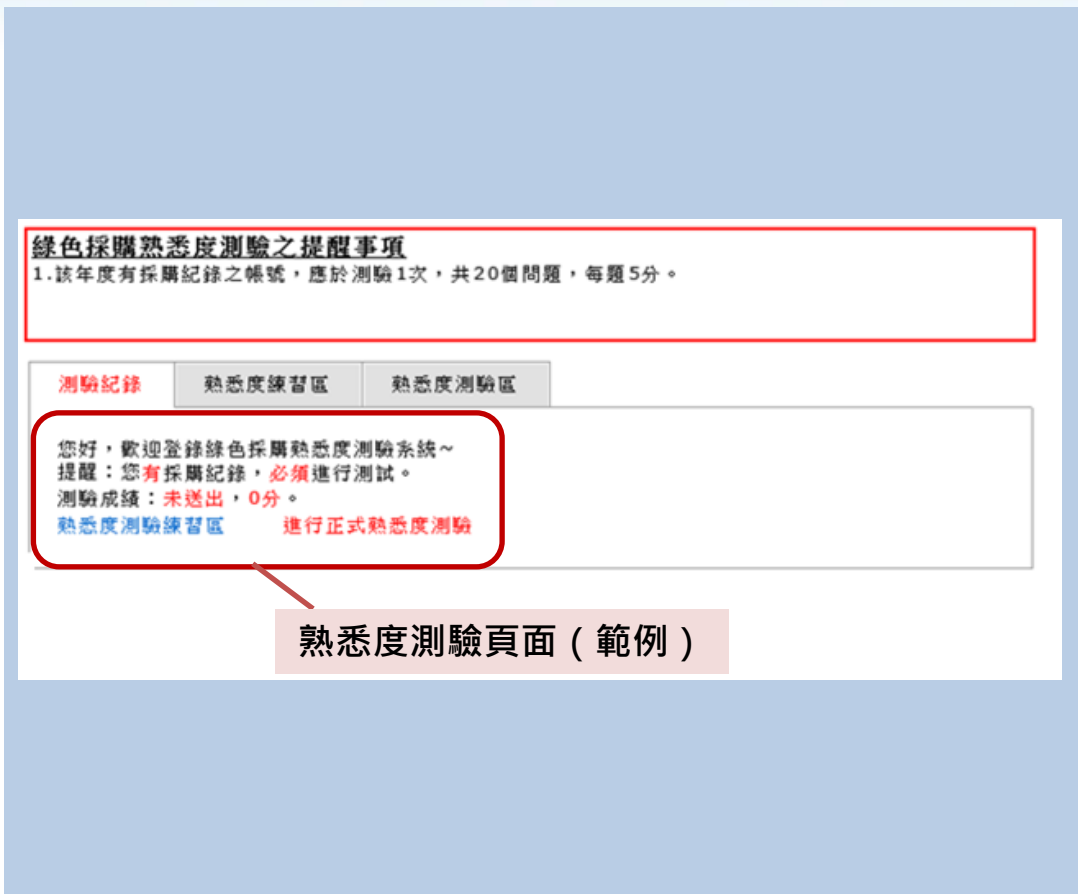 綠色採購熟悉度測驗之提醒事項
1.該年度有採購紀錄之帳號，應於測驗1次，共20個問題，每題5分。
測驗紀錄 熟悉度練習區 熟悉度測驗區
您好，歡迎登錄綠色採購熟悉度測驗系統~
提醒：您有採購紀錄，必須進行測試。
測驗成績：未送出，0分。
熟悉度測驗練習區 進行正式熟悉度測驗
熟悉度測驗頁面（範例）